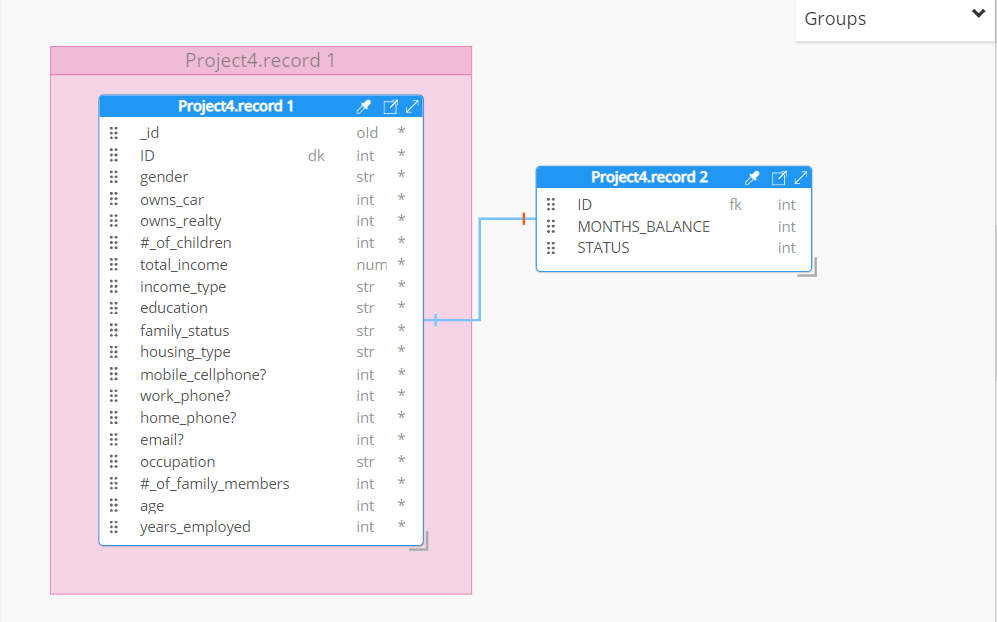 Groups
Project4.record 1
Project4.record 1
_id oId *
ID dk int *
gender str *
owns_car int *
owns_realty int *
#_of_children int *
total_income num *
income_type str *
education str *
family_status str *
housing_type str *
mobile_cellphone? int *
work_phone? int *
home_phone? int *
email? int *
occupation str *
#_of_family_members int *
age int *
years_employed int *
Project4.record 2
ID fk int
MONTHS_BALANCE int
STATUS int